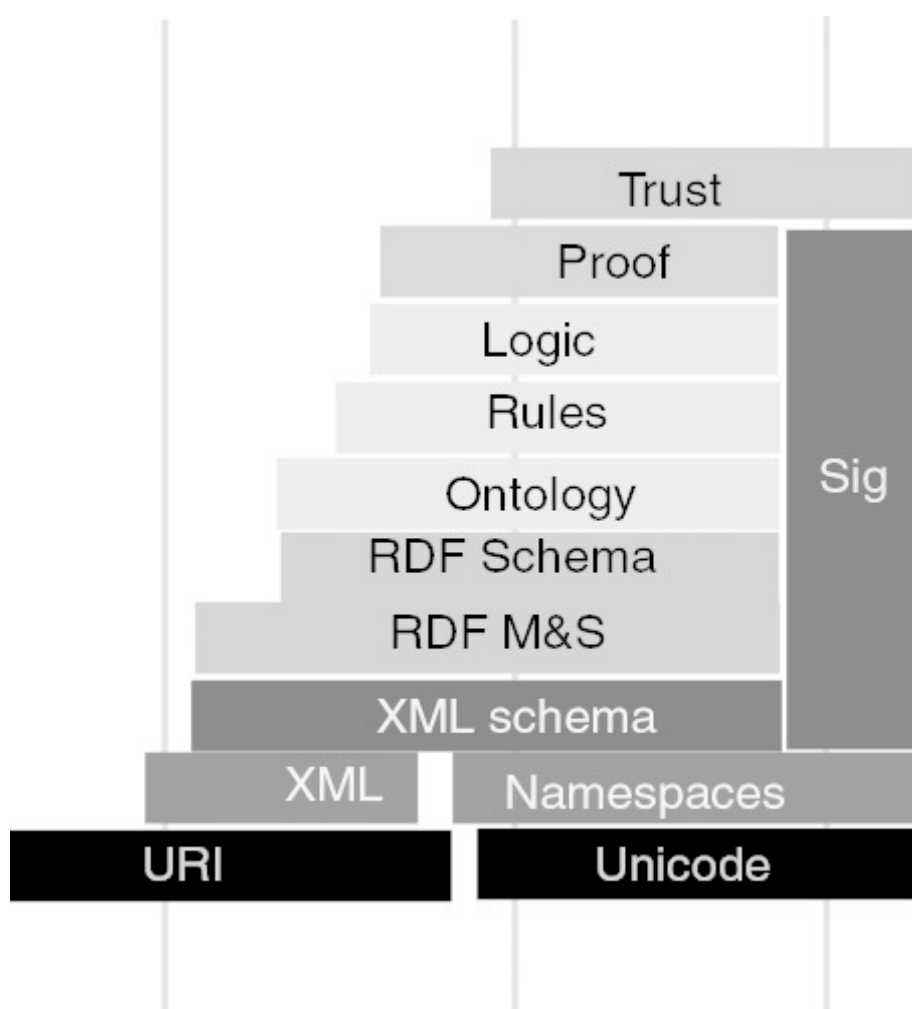 Trust
Proof
Logic
Rules
Sig
Ontology
RDF Schema
RDF M&S
XML schema
XML
Namespaces
URI
Unicode